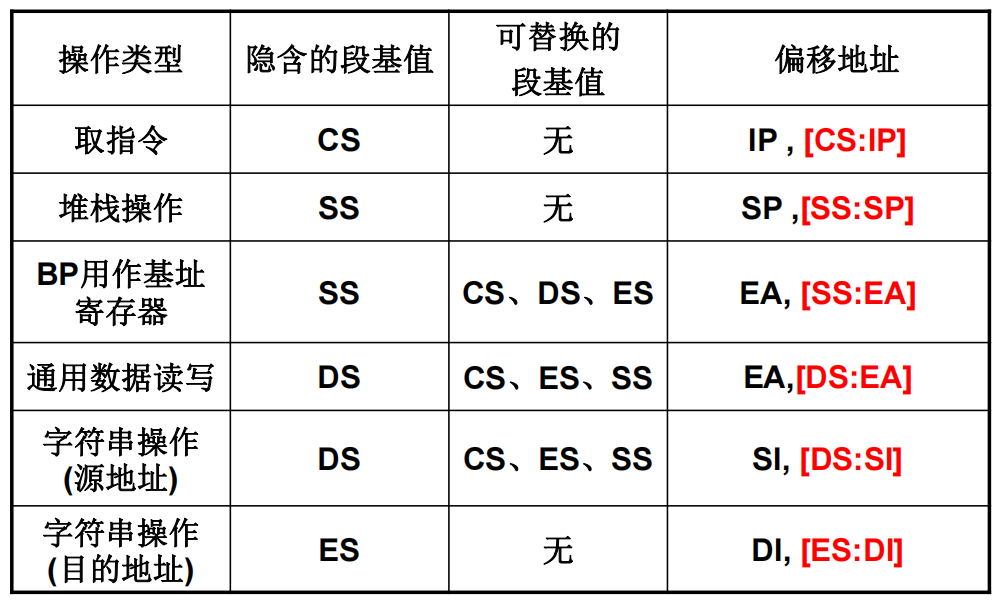 操作类型 隐含的段基值 可替换的
段基值 偏移地址
取指令 CS 无 IP , [CS:IP]
堆栈操作 SS 无 SP ,[SS:SP]
BP用作基址
寄存器 SS CS、DS、ES EA, [SS:EA]
通用数据读写 DS CS、ES、SS EA,[DS:EA]
字符串操作
(源地址) DS CS、ES、SS SI, [DS:SI]
字符串操作
(目的地址) ES 无 DI, [ES:DI]